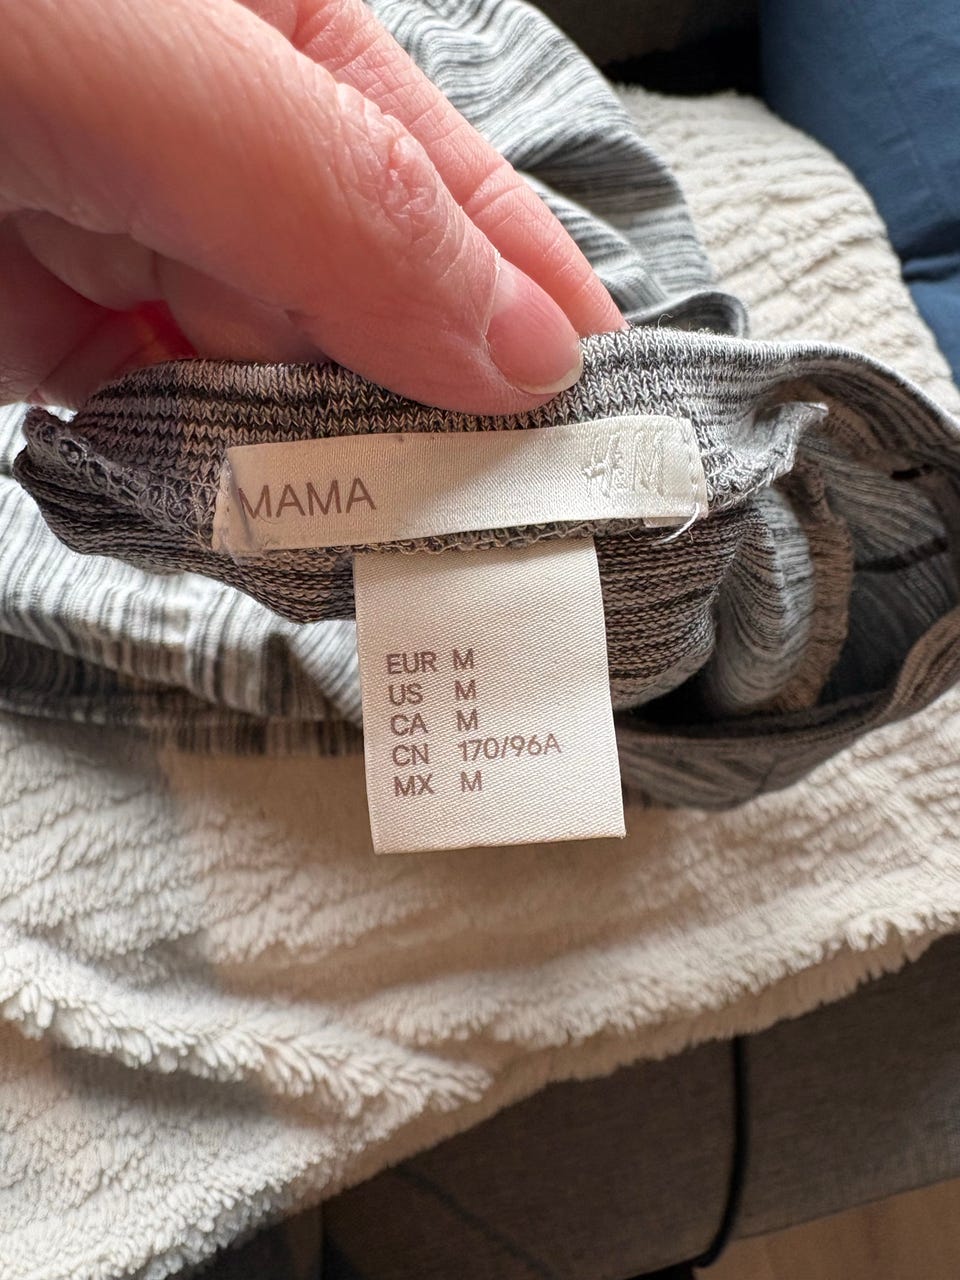 MAMA H&M
EUR M
US M
CA M
CN 170/96A
MX M